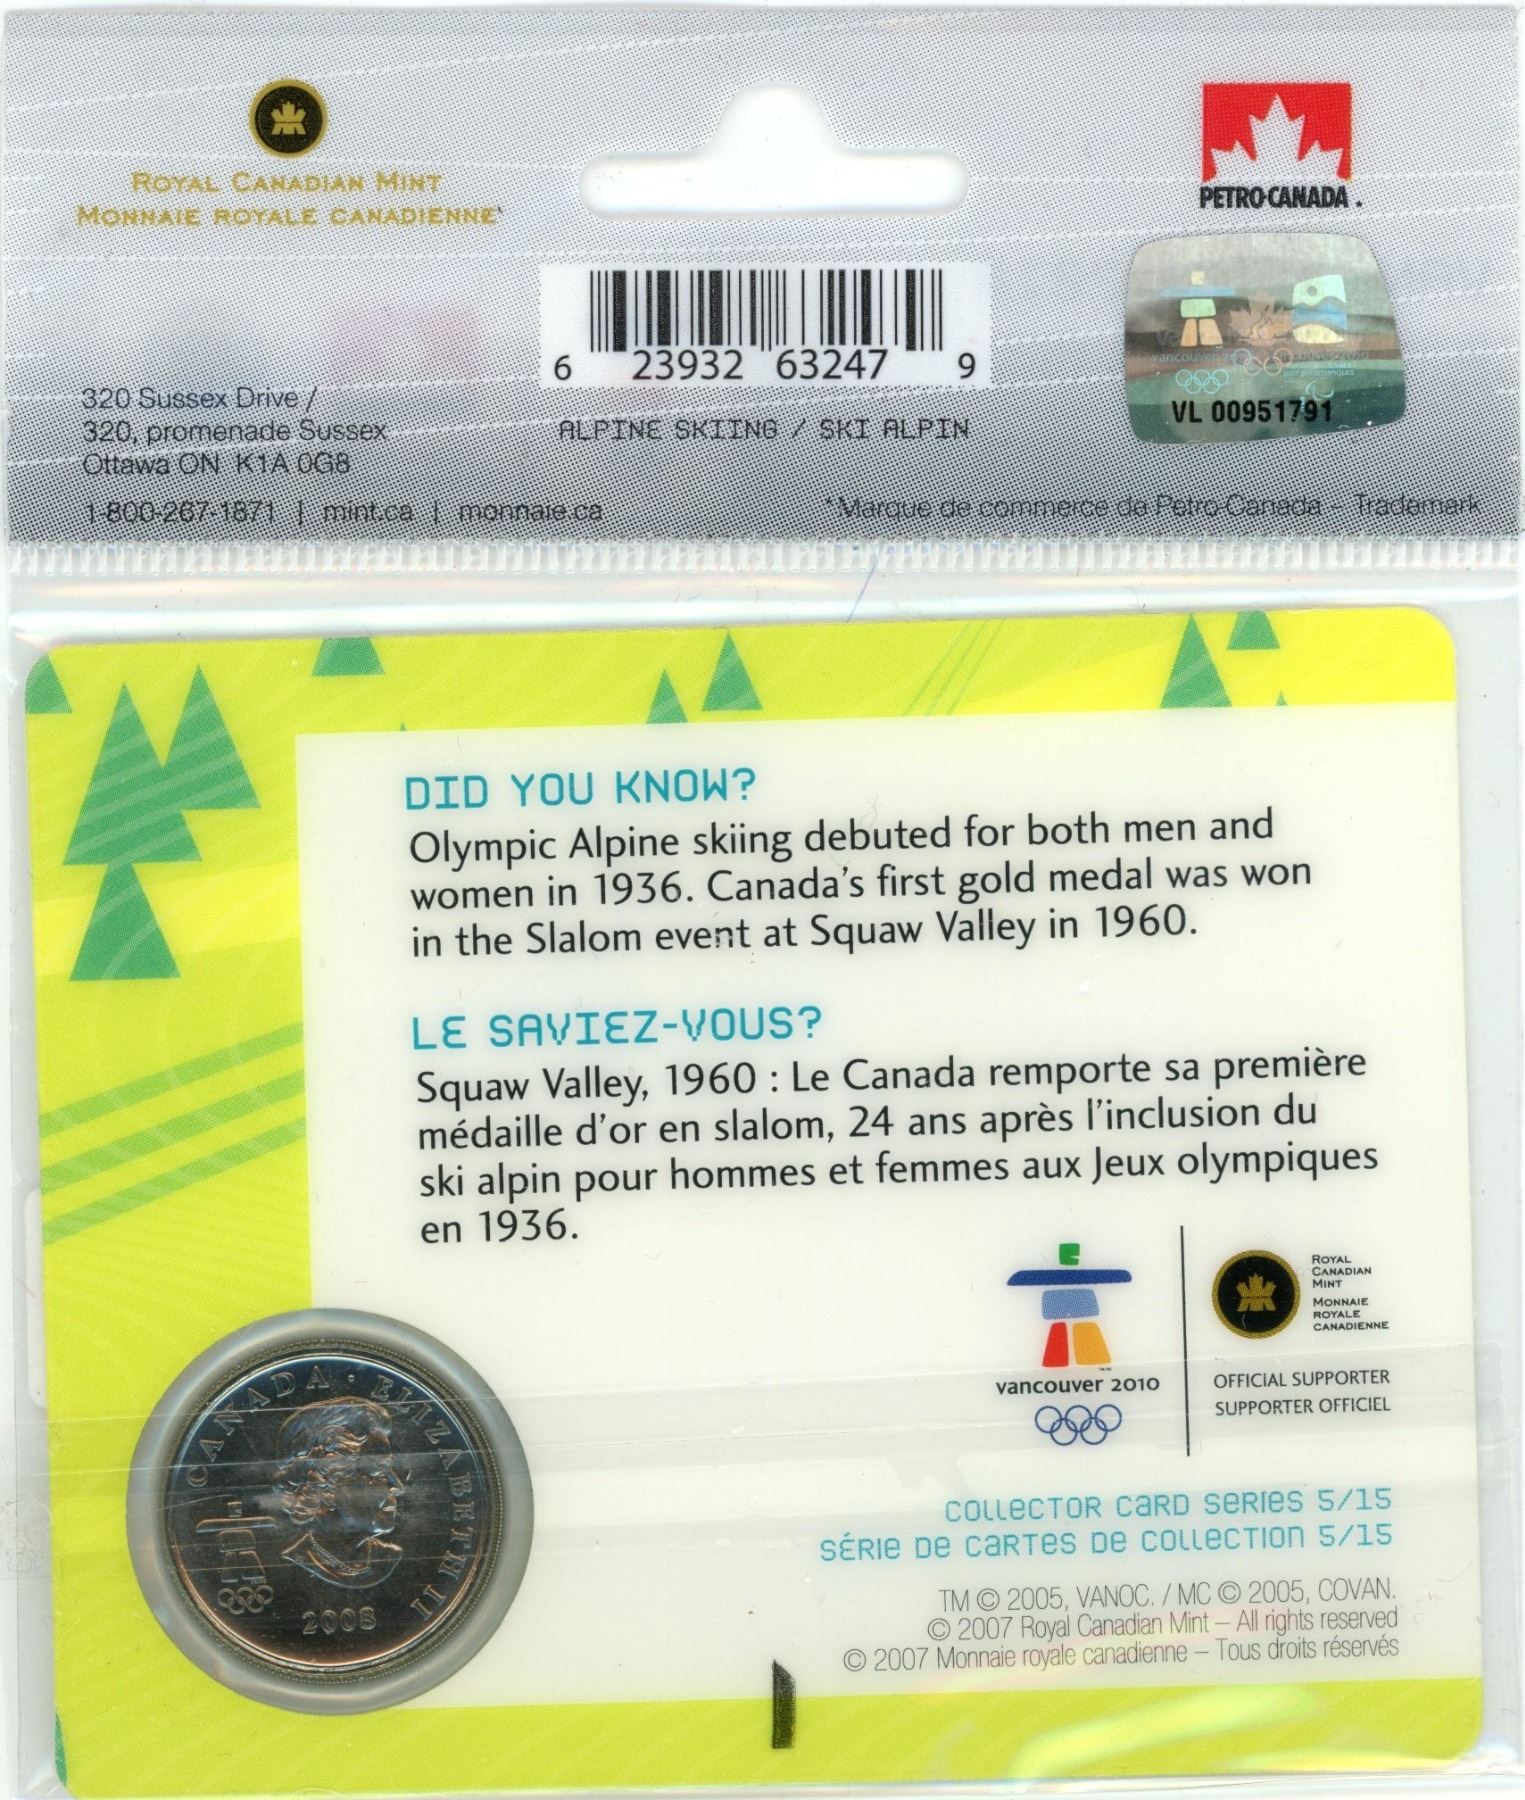 ROYAL CANADIAN MINT
MONNAIE ROYALE CANADIENNE
PETRO-CANADA
6 23932 63247 9
vancouver 2010
VL 00951791
320 Sussex Drive /
320, promenade Sussex
Ottawa ON K1A 0G8
ALPINE SKIING / SKI ALPIN
1-800-267-1871 | mint.ca | monnaie.ca
*Marque de commerce de Petro-Canada – Trademark
DID YOU KNOW?
Olympic Alpine skiing debuted for both men and
women in 1936. Canada's first gold medal was won
in the Slalom event at Squaw Valley in 1960.
LE SAVIEZ-VOUS?
Squaw Valley, 1960 : Le Canada remporte sa première
médaille d'or en slalom, 24 ans après l'inclusion du
ski alpin pour hommes et femmes aux Jeux olympiques
en 1936.
vancouver 2010
ROYAL
CANADIAN
MINT
MONNAIE
ROYALE
CANADIENNE
OFFICIAL SUPPORTER
SUPPORTER OFFICIEL
CANADA · ELIZABETH II
2008
COLLECTOR CARD SERIES 5/15
SÉRIE DE CARTES DE COLLECTION 5/15
TM © 2005, VANOC. / MC © 2005, COVAN.
© 2007 Royal Canadian Mint – All rights reserved
© 2007 Monnaie royale canadienne – Tous droits réservés